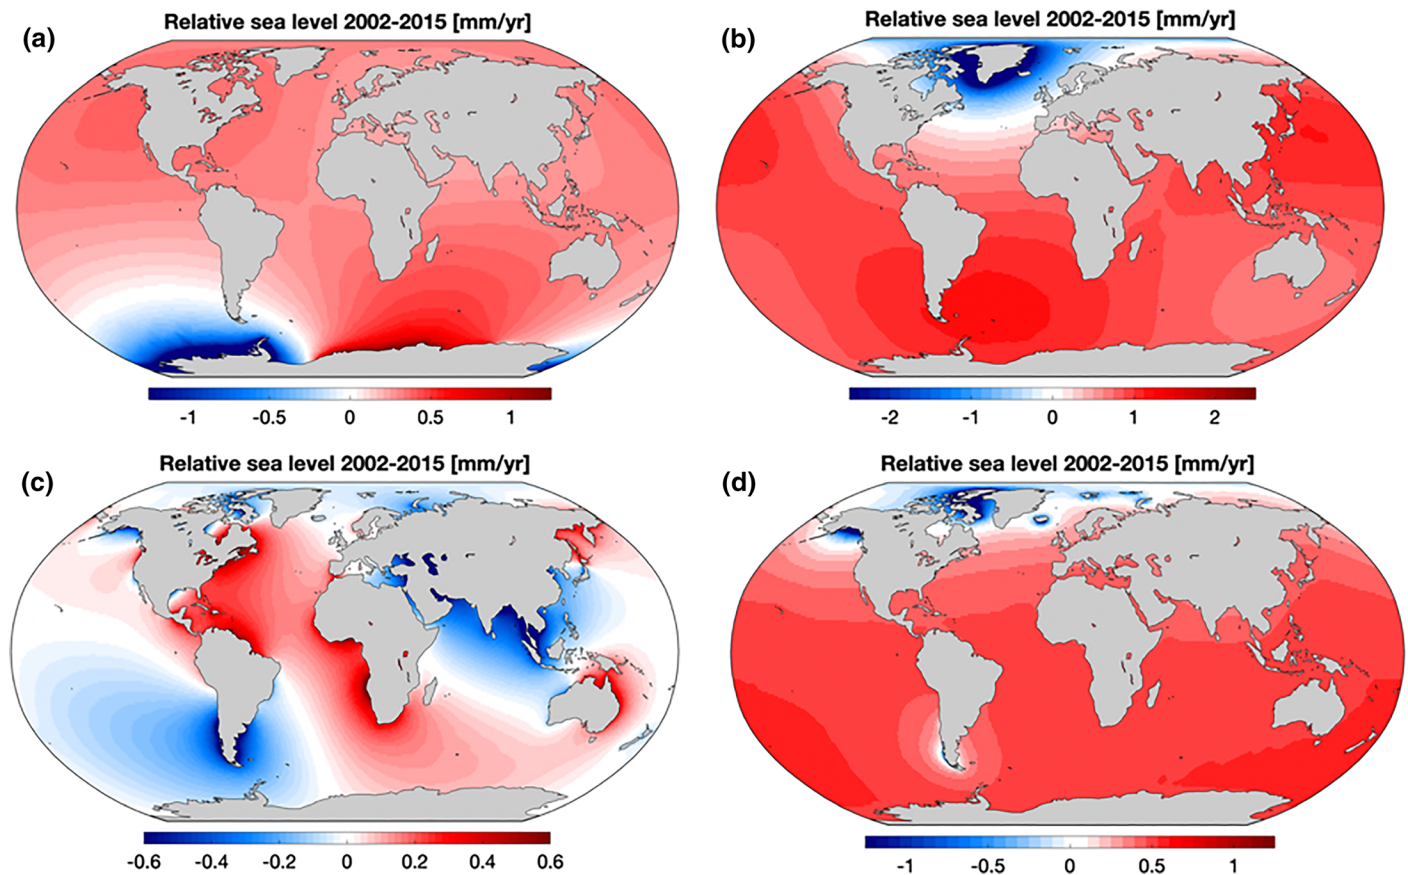 (a)
Relative sea level 2002-2015 [mm/yr]
-1 -0.5 0 0.5 1
(b)
Relative sea level 2002-2015 [mm/yr]
-2 -1 0 1 2
(c)
Relative sea level 2002-2015 [mm/yr]
-0.6 -0.4 -0.2 0 0.2 0.4 0.6
(d)
Relative sea level 2002-2015 [mm/yr]
-1 -0.5 0 0.5 1